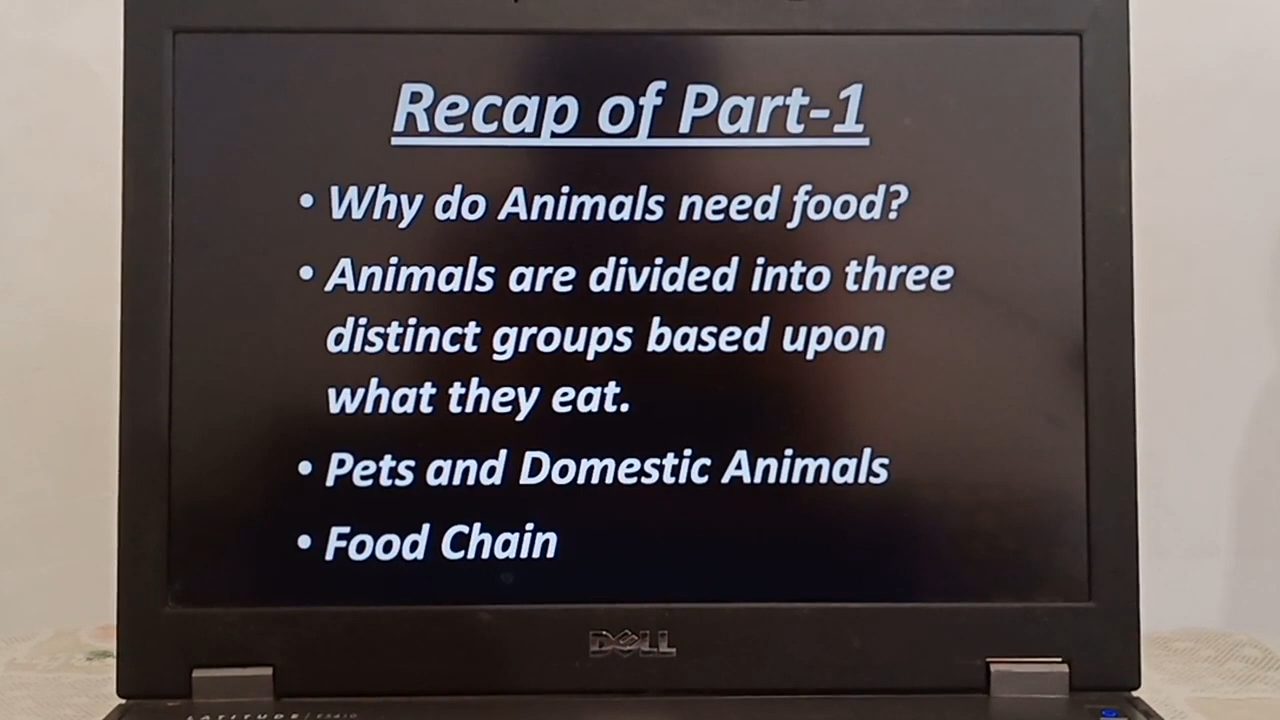 Recap of Part-1
• Why do Animals need food?
• Animals are divided into three
distinct groups based upon
what they eat.
• Pets and Domestic Animals
• Food Chain
DELL
LATITUDE